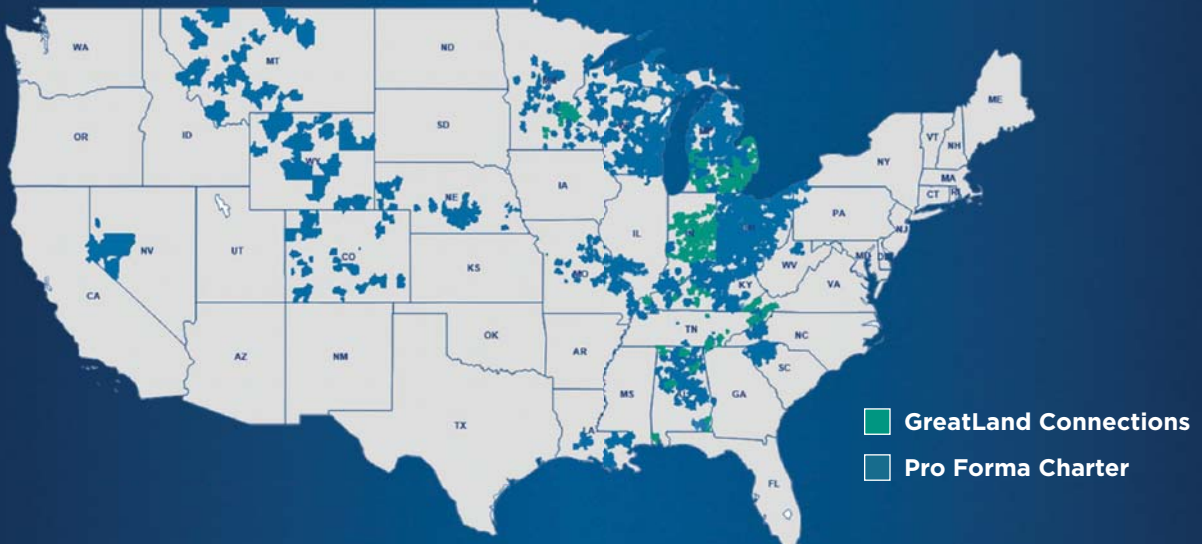 WA
MT
ND
ME
OR
ID
SD
VT
NH
NY
MA
CT
RI
WY
IA
NE
PA
NJ
NV
UT
CO
IL
MD
KS
MO
WV
VA
KY
CA
TN
NC
OK
AR
SC
AZ
NM
MS
GA
TX
LA
FL
GreatLand Connections
Pro Forma Charter